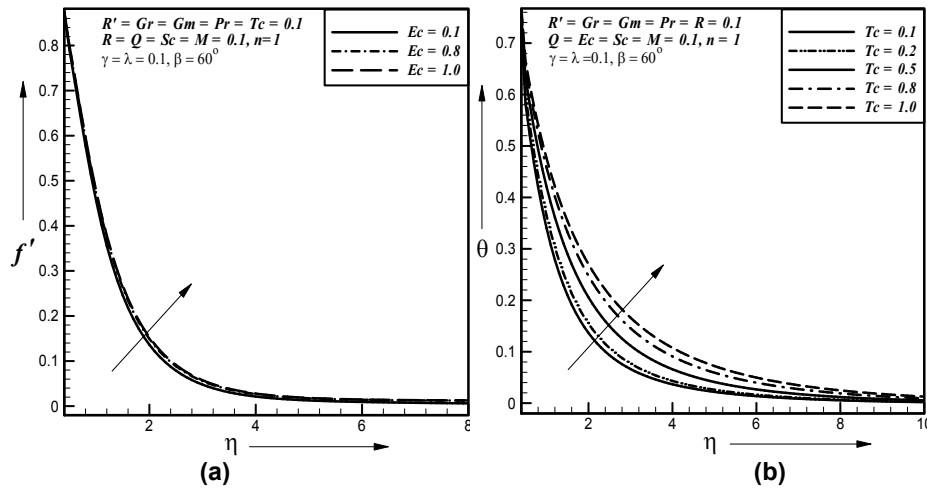 R' = Gr = Gm = Pr = Tc = 0.1
R = Q = Sc = M = 0.1, n=1
γ = λ = 0.1, β = 60°
Ec = 0.1
Ec = 0.8
Ec = 1.0
0.8
0.7
0.6
0.5
0.4
0.3
0.2
0.1
0
f'
2
4
6
8
η
(a)
R' = Gr = Gm = Pr = R = 0.1
Q = Ec = Sc = M = 0.1, n = 1
γ = λ = 0.1, β = 60°
Tc = 0.1
Tc = 0.2
Tc = 0.5
Tc = 0.8
Tc = 1.0
0.7
0.6
0.5
0.4
0.3
0.2
0.1
0
θ
2
4
6
8
10
η
(b)